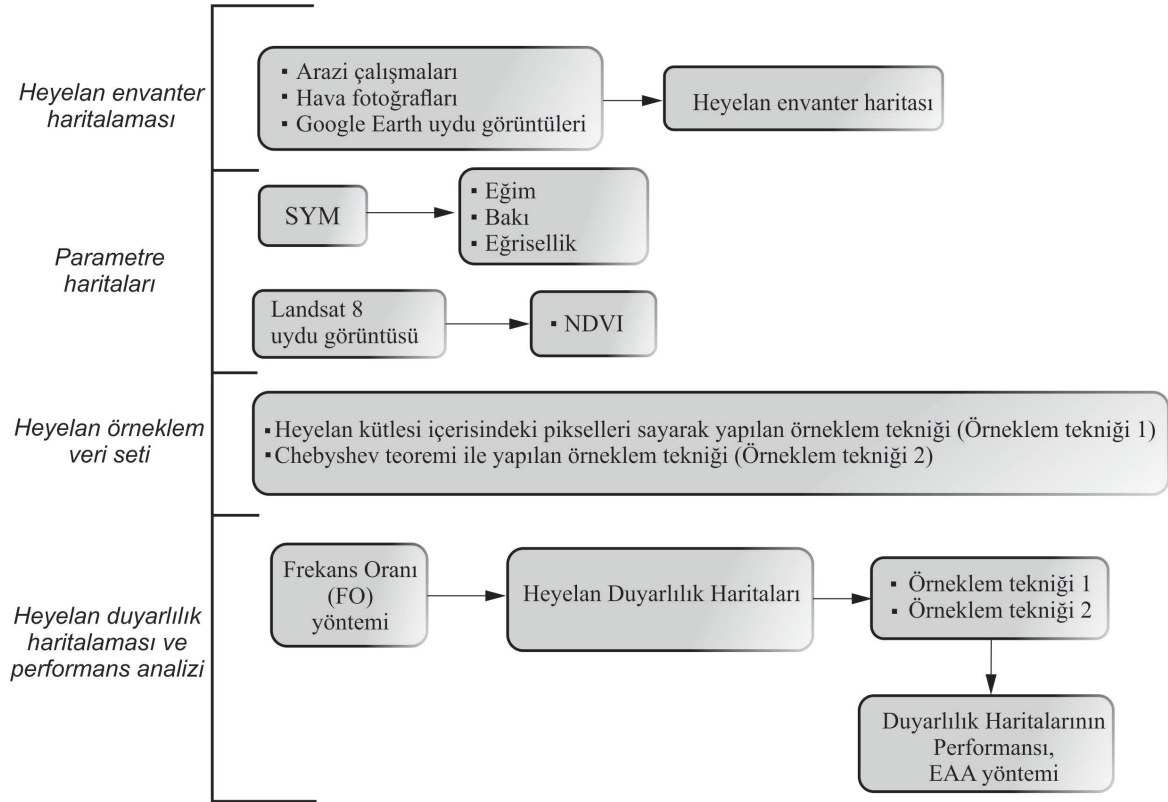 Heyelan envanter
haritalaması
▪ Arazi çalışmaları
▪ Hava fotoğrafları
▪ Google Earth uydu görüntüleri
Heyelan envanter haritası
Parametre
haritaları
SYM
▪ Eğim
▪ Bakı
▪ Eğrisellik
Landsat 8
uydu görüntüsü
▪ NDVI
Heyelan örneklem
veri seti
▪ Heyelan kütlesi içerisindeki pikselleri sayarak yapılan örneklem tekniği (Örneklem tekniği 1)
▪ Chebyshev teoremi ile yapılan örneklem tekniği (Örneklem tekniği 2)
Heyelan duyarlılık
haritalaması ve
performans analizi
Frekans Oranı
(FO)
yöntemi
Heyelan Duyarlılık Haritaları
▪ Örneklem tekniği 1
▪ Örneklem tekniği 2
Duyarlılık Haritalarının
Performansı,
EAA yöntemi